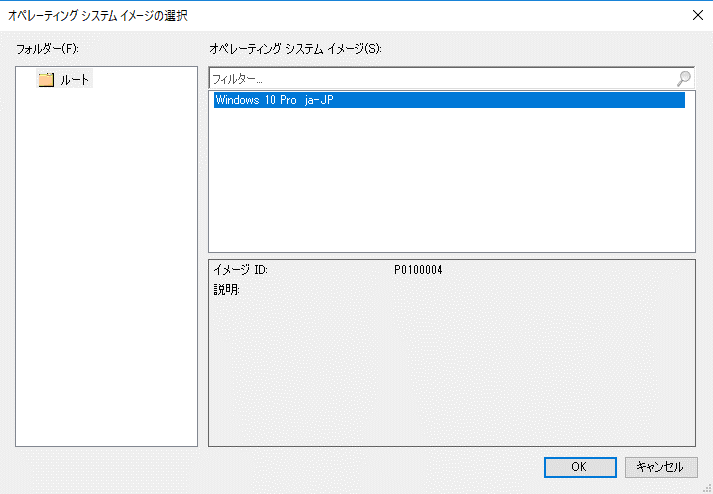 オペレーティング システム イメージの選択
フォルダー(F):
オペレーティング システム イメージ(S):
ルート
フィルター...
Windows 10 Pro ja-JP
イメージ ID: P0100004
説明:
OK
キャンセル